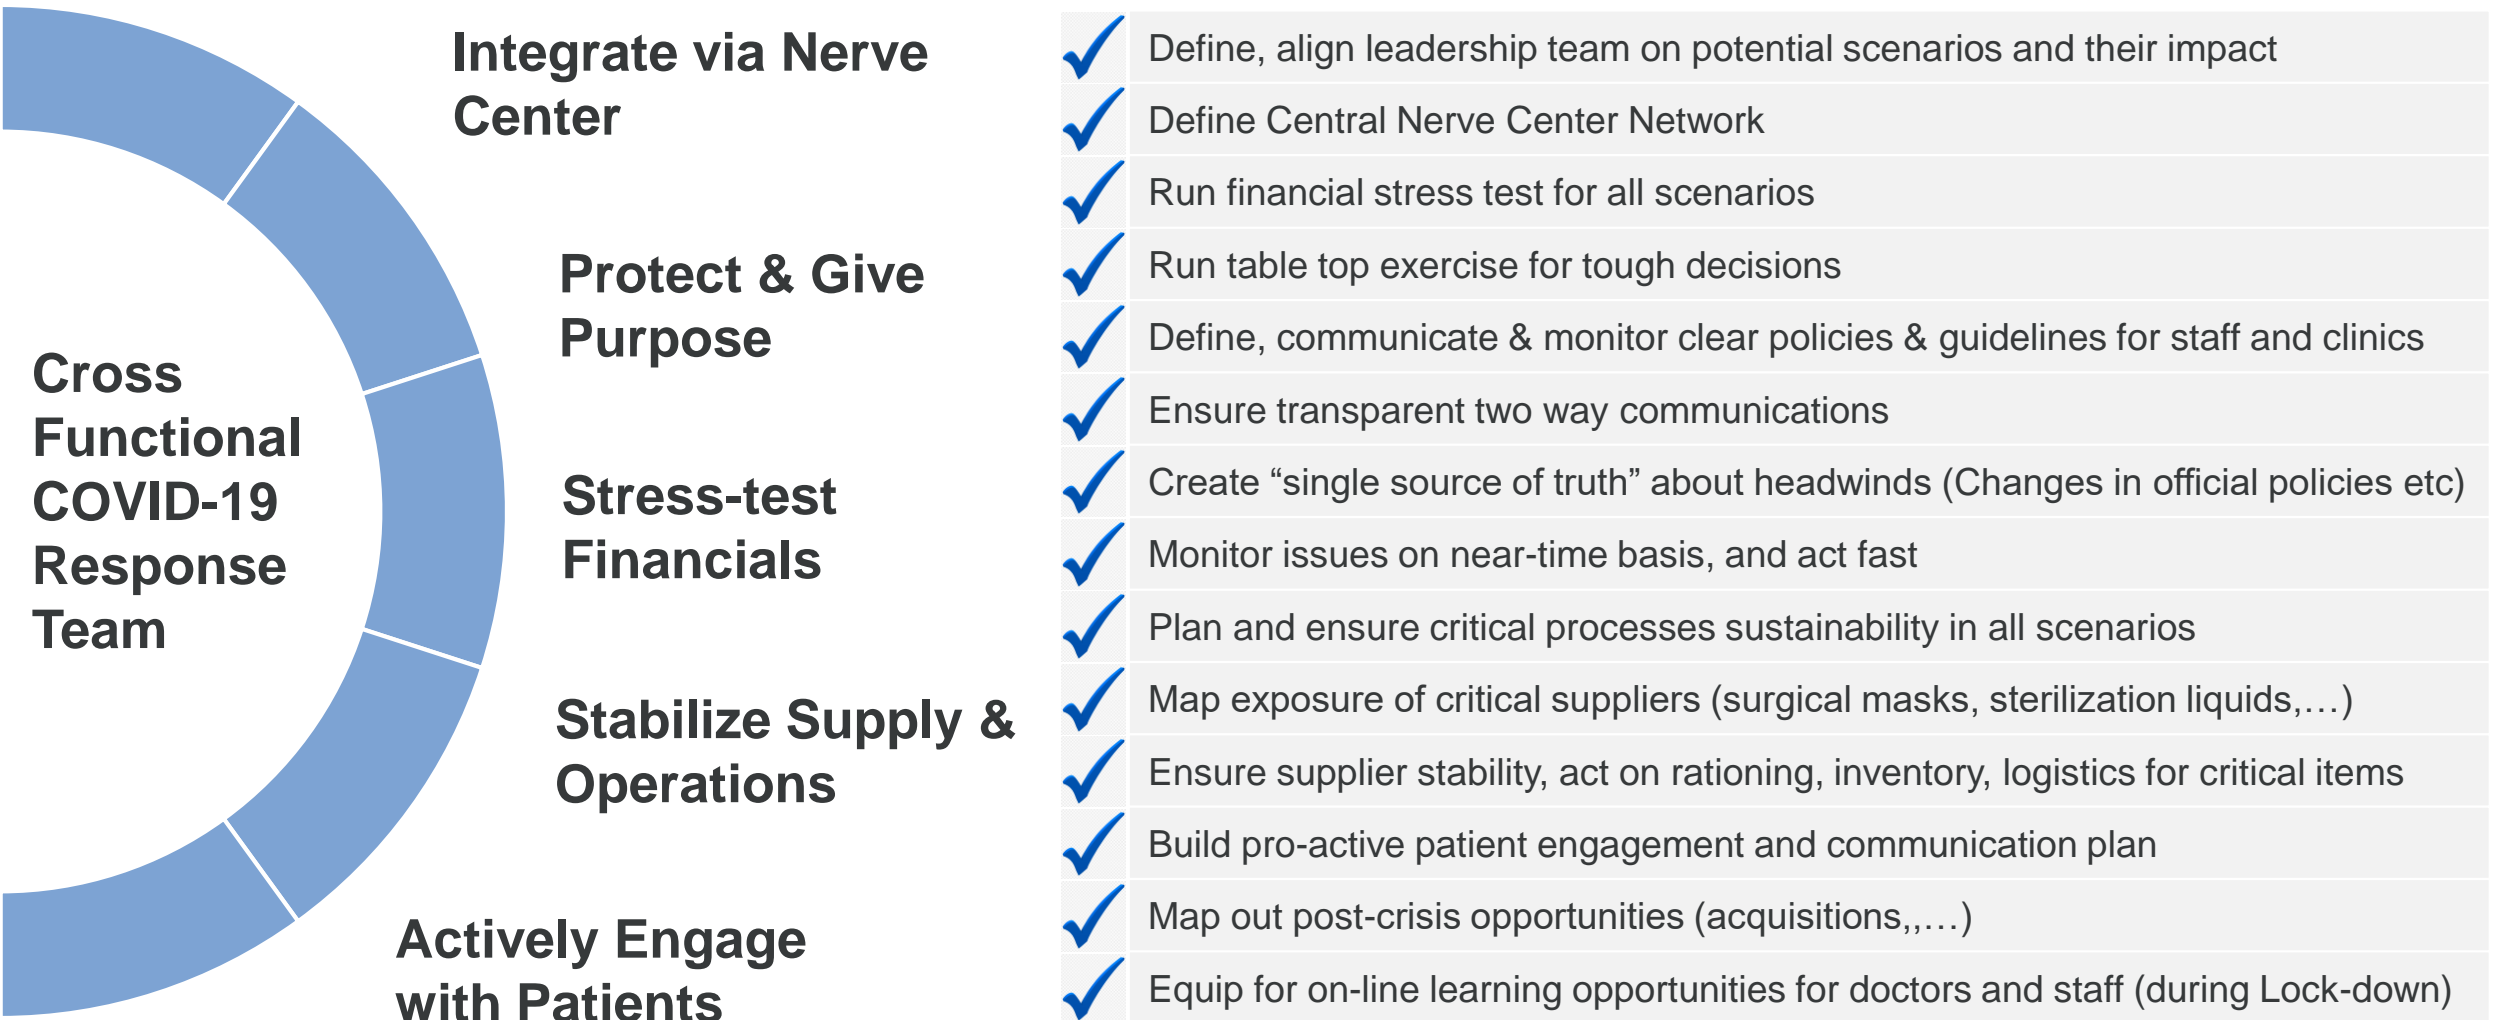 Cross
Functional
COVID-19
Response
Team
Integrate via Nerve
Center
Protect & Give
Purpose
Stress-test
Financials
Stabilize Supply &
Operations
Actively Engage
with Patients
Define, align leadership team on potential scenarios and their impact
Define Central Nerve Center Network
Run financial stress test for all scenarios
Run table top exercise for tough decisions
Define, communicate & monitor clear policies & guidelines for staff and clinics
Ensure transparent two way communications
Create “single source of truth” about headwinds (Changes in official policies etc)
Monitor issues on near-time basis, and act fast
Plan and ensure critical processes sustainability in all scenarios
Map exposure of critical suppliers (surgical masks, sterilization liquids,…)
Ensure supplier stability, act on rationing, inventory, logistics for critical items
Build pro-active patient engagement and communication plan
Map out post-crisis opportunities (acquisitions,,…)
Equip for on-line learning opportunities for doctors and staff (during Lock-down)